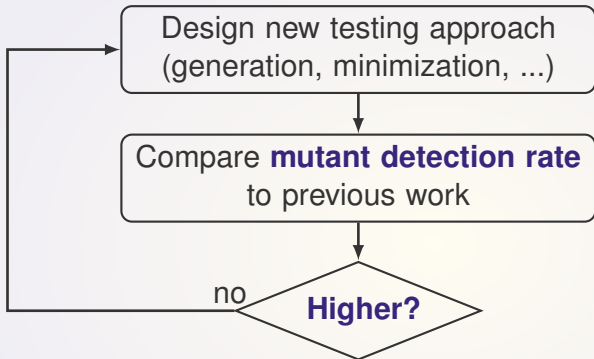 Design new testing approach
(generation, minimization, ...)
Compare mutant detection rate
to previous work
no
Higher?